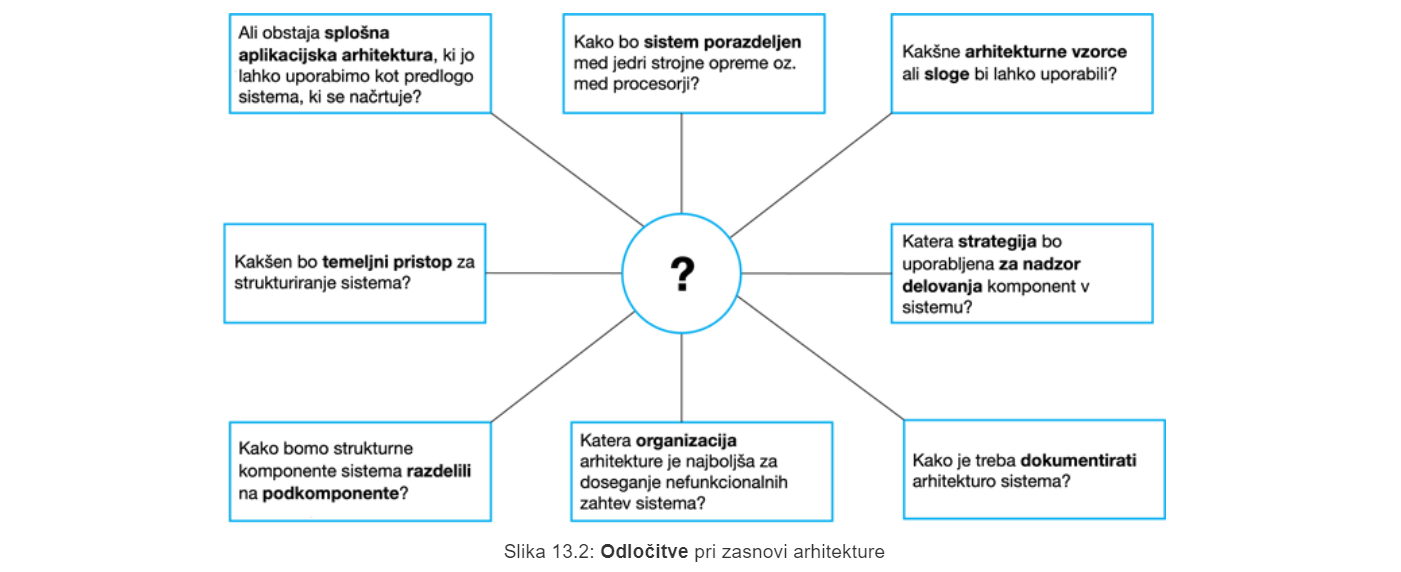 Ali obstaja splošna
aplikacijska arhitektura, ki jo
lahko uporabimo kot predlogo
sistema, ki se načrtuje?
Kako bo sistem porazdeljen
med jedri strojne opreme oz.
med procesorji?
Kakšne arhitekturne vzorce
ali sloge bi lahko uporabili?
Kakšen bo temeljni pristop za
strukturiranje sistema?
?
Katera strategija bo
uporabljena za nadzor
delovanja komponent v
sistemu?
Kako bomo strukturne
komponente sistema razdelili
na podkomponente?
Katera organizacija
arhitekture je najboljša za
doseganje nefunkcionalnih
zahtev sistema?
Kako je treba dokumentirati
arhitekturo sistema?
Slika 13.2: Odločitve pri zasnovi arhitekture